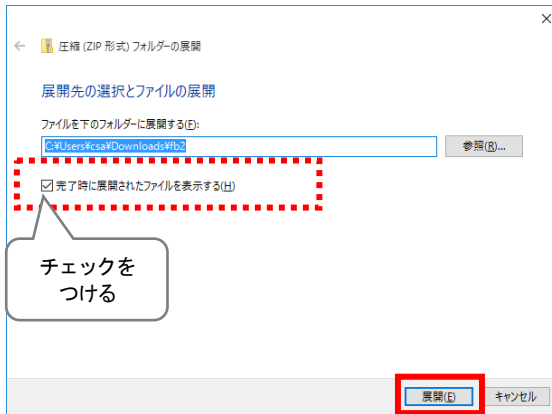 圧縮 (ZIP 形式) フォルダーの展開
展開先の選択とファイルの展開
ファイルを下のフォルダーに展開する(F):
C:¥Users¥csa¥Downloads¥fb2
参照(R)...
完了時に展開されたファイルを表示する(H)
チェックを
つける
展開(E)
キャンセル